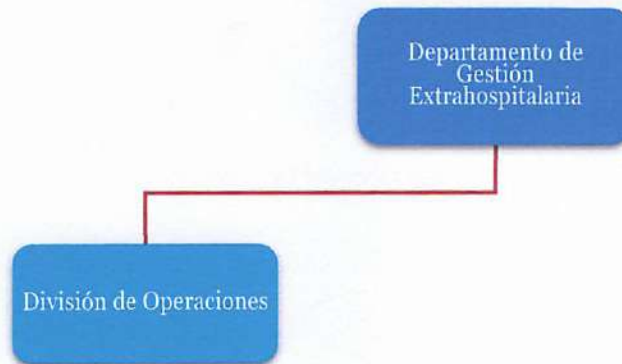 Departamento de
Gestión
Extrahospitalaria
División de Operaciones